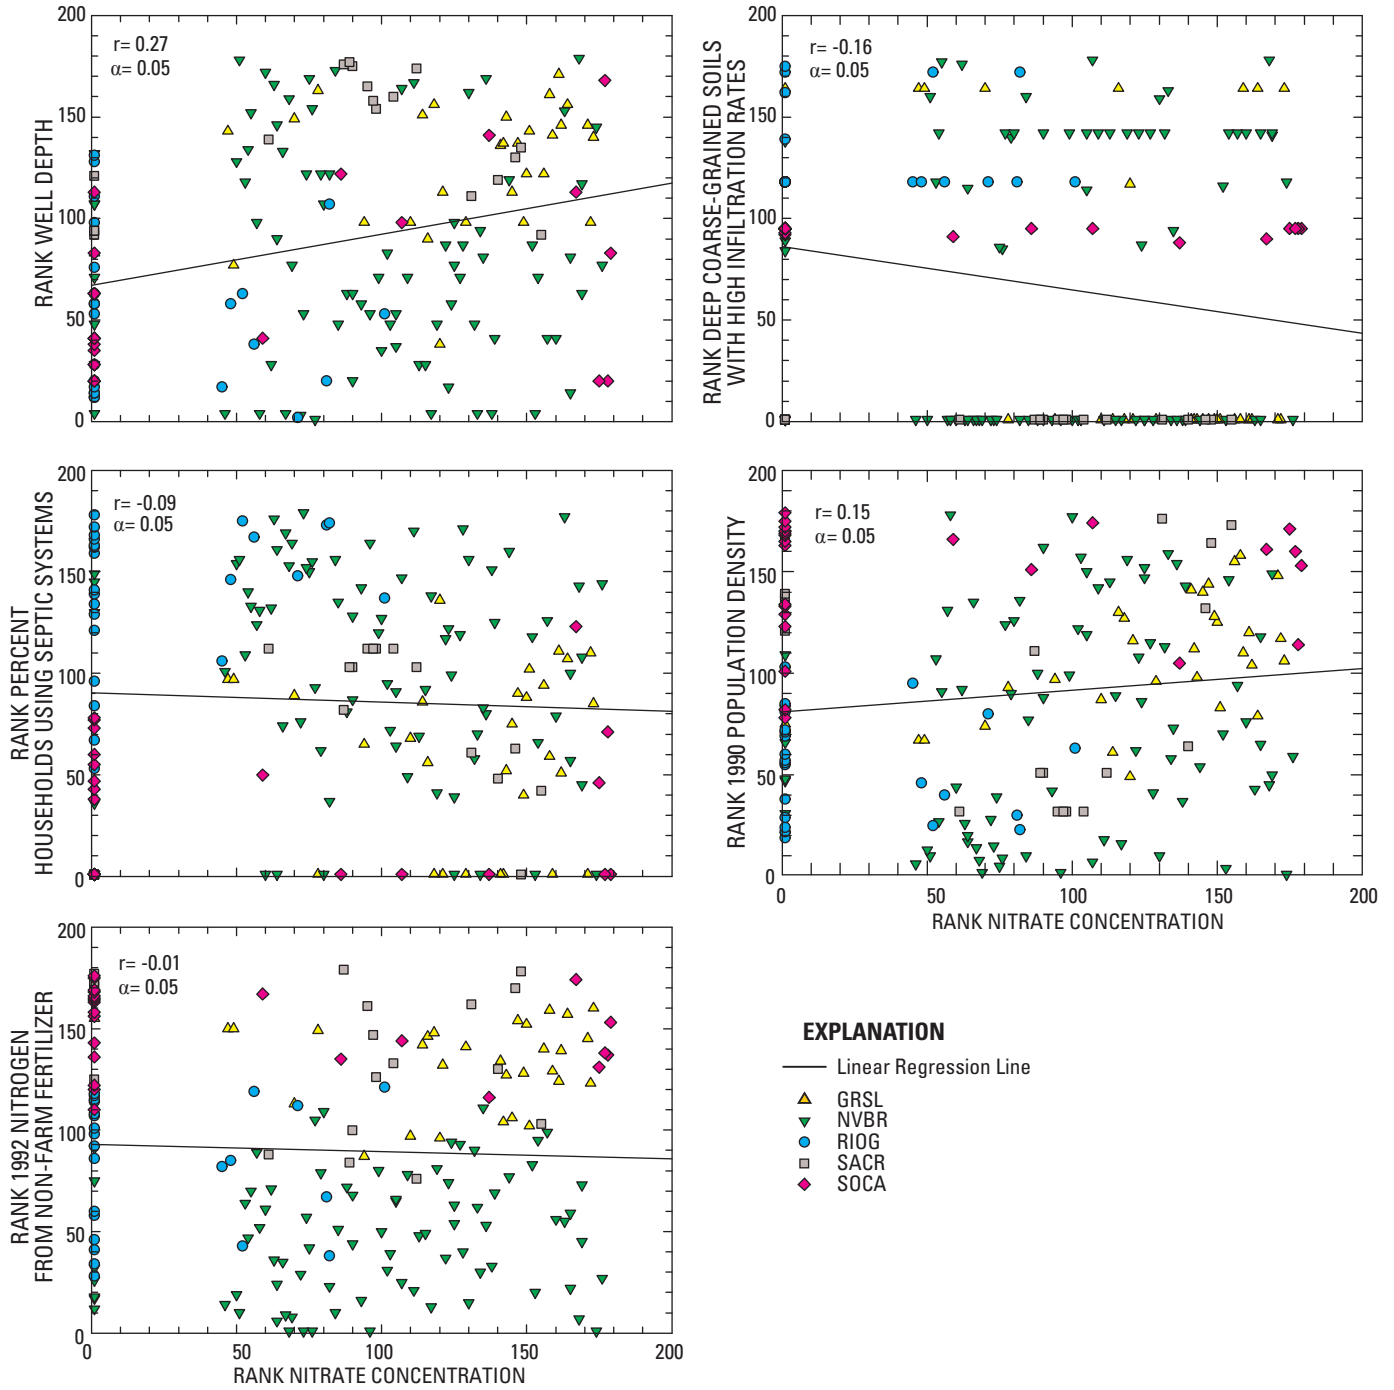 r= 0.27
α= 0.05
RANK WELL DEPTH
200
150
100
50
0
r= -0.16
α= 0.05
RANK DEEP COARSE-GRAINED SOILS
WITH HIGH INFILTRATION RATES
200
150
100
50
0
r= -0.09
α= 0.05
RANK PERCENT
HOUSEHOLDS USING SEPTIC SYSTEMS
200
150
100
50
0
r= 0.15
α= 0.05
RANK 1990 POPULATION DENSITY
200
150
100
50
0
0 50 100 150 200
RANK NITRATE CONCENTRATION
r= -0.01
α= 0.05
RANK 1992 NITROGEN
FROM NON-FARM FERTILIZER
200
150
100
50
0
0 50 100 150 200
RANK NITRATE CONCENTRATION
EXPLANATION
Linear Regression Line
GRSL
NVBR
RIOG
SACR
SOCA